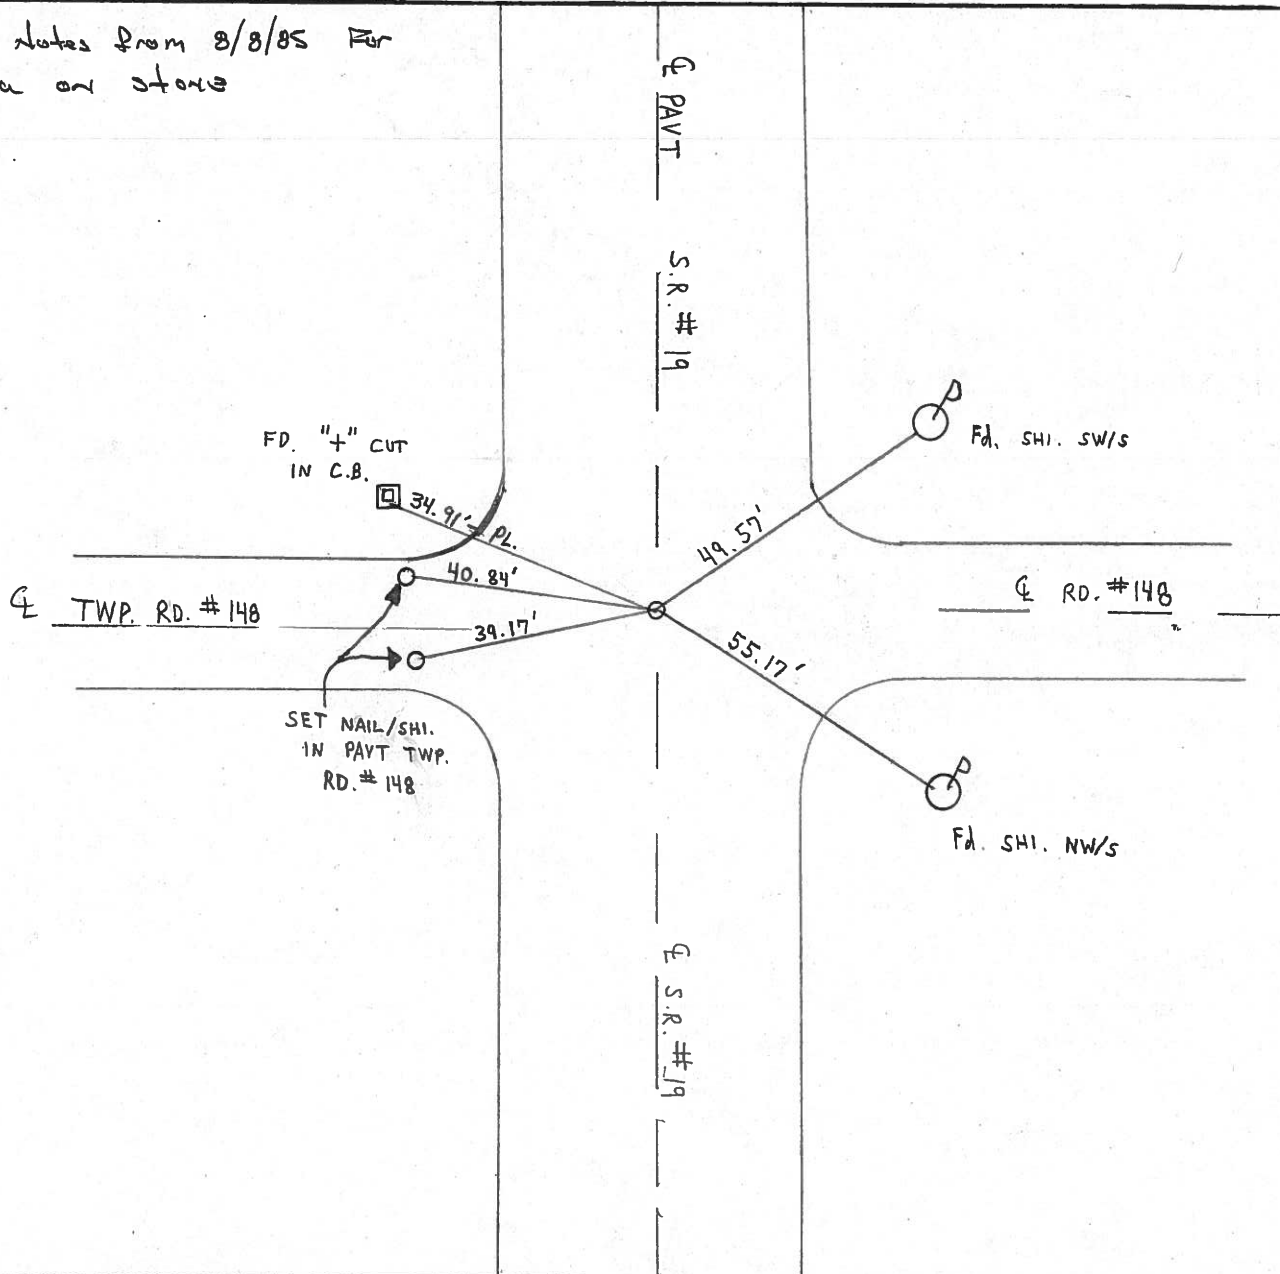 Notes from 8/8/85 For
on stone
℄ PAVT
S.R. # 19
FD. "+" CUT
IN C.B.
Fd. SHI. SW/S
34.91' PL.
49.57'
40.84'
℄ TWP. RD. # 148
℄ RD. # 148
39.17'
55.17'
SET NAIL/SHI.
IN PAVT TWP.
RD. # 148
Fd. SHI. NW/S
℄ S.R. # 19